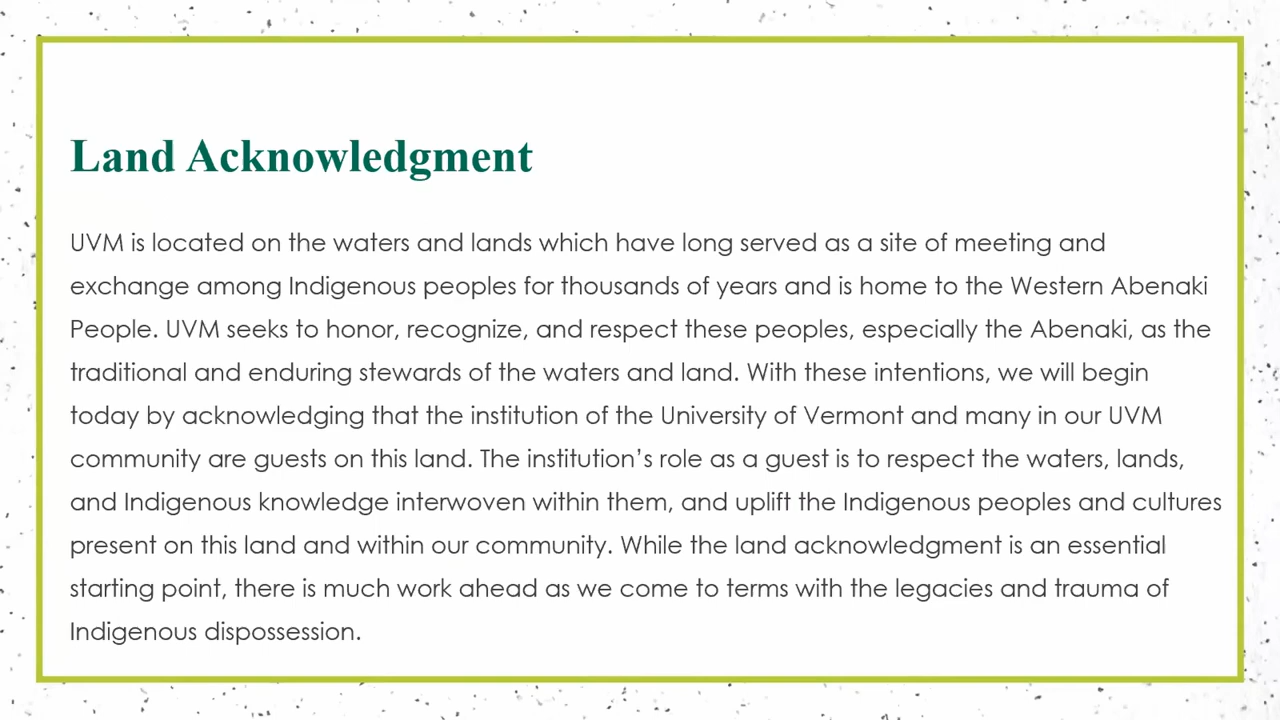 Land Acknowledgment
UVM is located on the waters and lands which have long served as a site of meeting and
exchange among Indigenous peoples for thousands of years and is home to the Western Abenaki
People. UVM seeks to honor, recognize, and respect these peoples, especially the Abenaki, as the
traditional and enduring stewards of the waters and land. With these intentions, we will begin
today by acknowledging that the institution of the University of Vermont and many in our UVM
community are guests on this land. The institution’s role as a guest is to respect the waters, lands,
and Indigenous knowledge interwoven within them, and uplift the Indigenous peoples and cultures
present on this land and within our community. While the land acknowledgment is an essential
starting point, there is much work ahead as we come to terms with the legacies and trauma of
Indigenous dispossession.